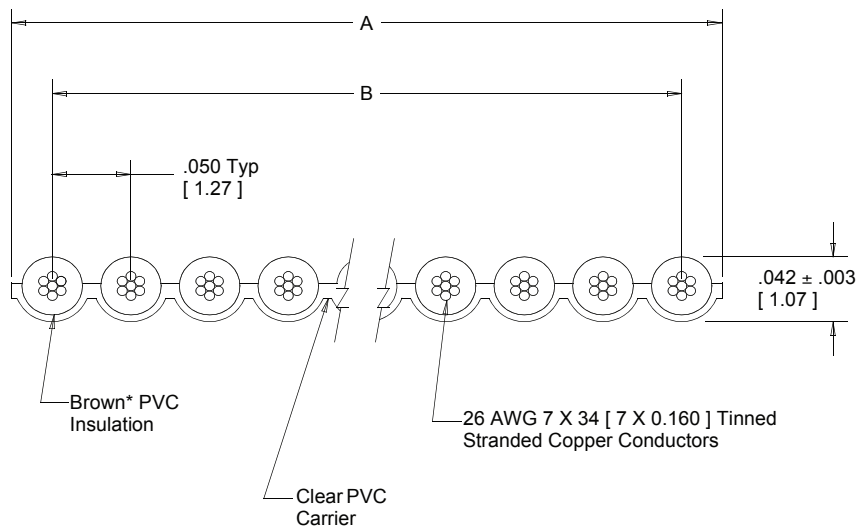 A
B
.050 Typ
[ 1.27 ]
.042 ± .003
[ 1.07 ]
Brown* PVC
Insulation
26 AWG 7 X 34 [ 7 X 0.160 ] Tinned
Stranded Copper Conductors
Clear PVC
Carrier